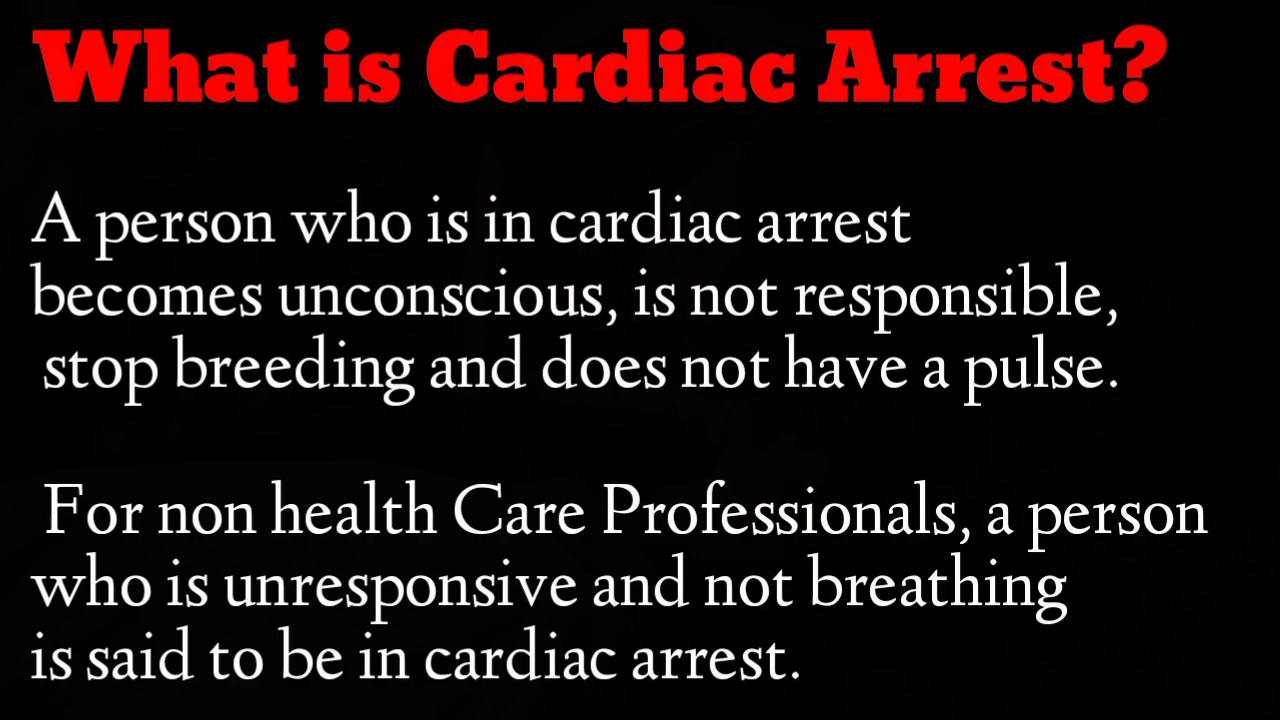 What is Cardiac Arrest?
A person who is in cardiac arrest
becomes unconscious, is not responsible,
stop breeding and does not have a pulse.
For non health Care Professionals, a person
who is unresponsive and not breathing
is said to be in cardiac arrest.